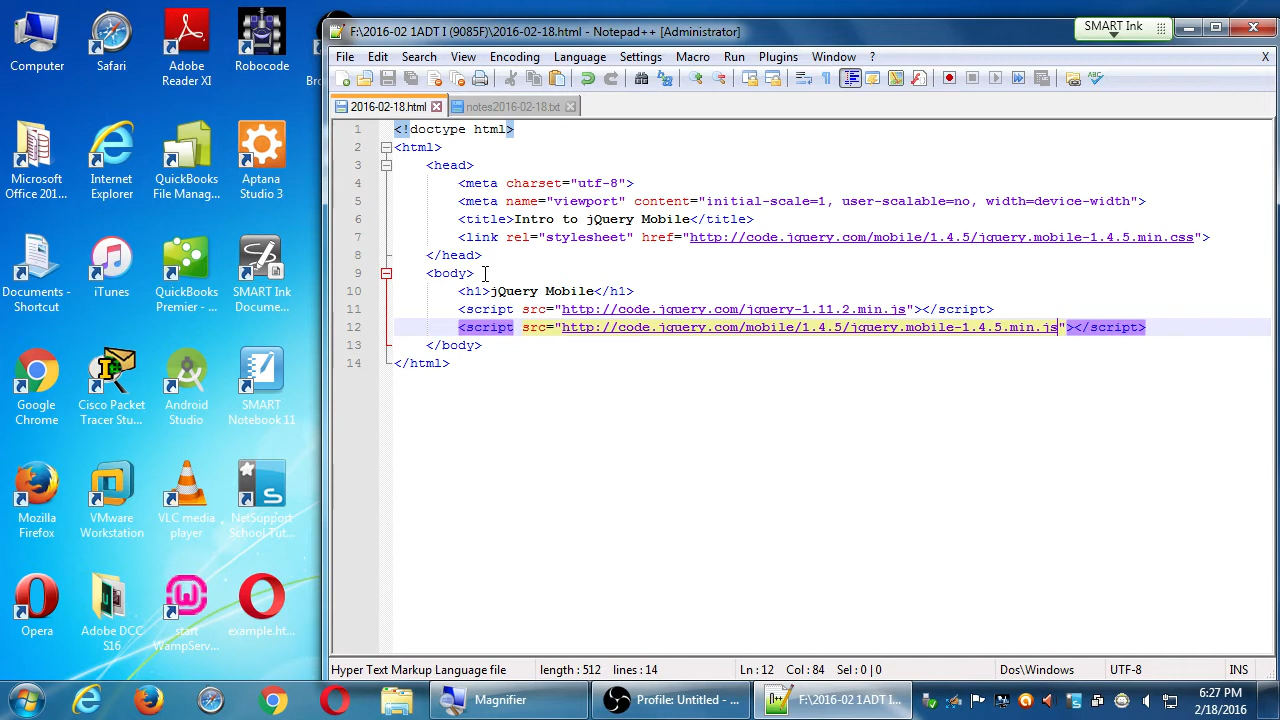 Computer
Safari
Adobe
Reader XI
Robocode
Microsoft
Office 201...
Internet
Explorer
QuickBooks
File Manag...
Aptana
Studio 3
Documents -
Shortcut
iTunes
QuickBooks
Premier - ...
SMART Ink
Docume...
Google
Chrome
Cisco Packet
Tracer Stu...
Android
Studio
SMART
Notebook 11
Mozilla
Firefox
VMware
Workstation
VLC media
player
NetSupport
School Tut...
Opera
Adobe DCC
S16
start
WampServ...
example.ht...
F:\2016-02 1ADT I (9085F)\2016-02-18.html - Notepad++ [Administrator]
SMART Ink
File Edit Search View Encoding Language Settings Macro Run Plugins Window ? X
2016-02-18.html notes2016-02-18.txt
1 <!doctype html>
2 <html>
3 <head>
4 <meta charset="utf-8">
5 <meta name="viewport" content="initial-scale=1, user-scalable=no, width=device-width">
6 <title>Intro to jQuery Mobile</title>
7 <link rel="stylesheet" href="http://code.jquery.com/mobile/1.4.5/jquery.mobile-1.4.5.min.css">
8 </head>
9 <body>
10 <h1>jQuery Mobile</h1>
11 <script src="http://code.jquery.com/jquery-1.11.2.min.js"></script>
12 <script src="http://code.jquery.com/mobile/1.4.5/jquery.mobile-1.4.5.min.js"></script>
13 </body>
14 </html>
Hyper Text Markup Language file length : 512 lines : 14 Ln : 12 Col : 84 Sel : 0 | 0 Dos\Windows UTF-8 INS
Magnifier
Profile: Untitled - ...
F:\2016-02 1ADT I...
6:27 PM
2/18/2016